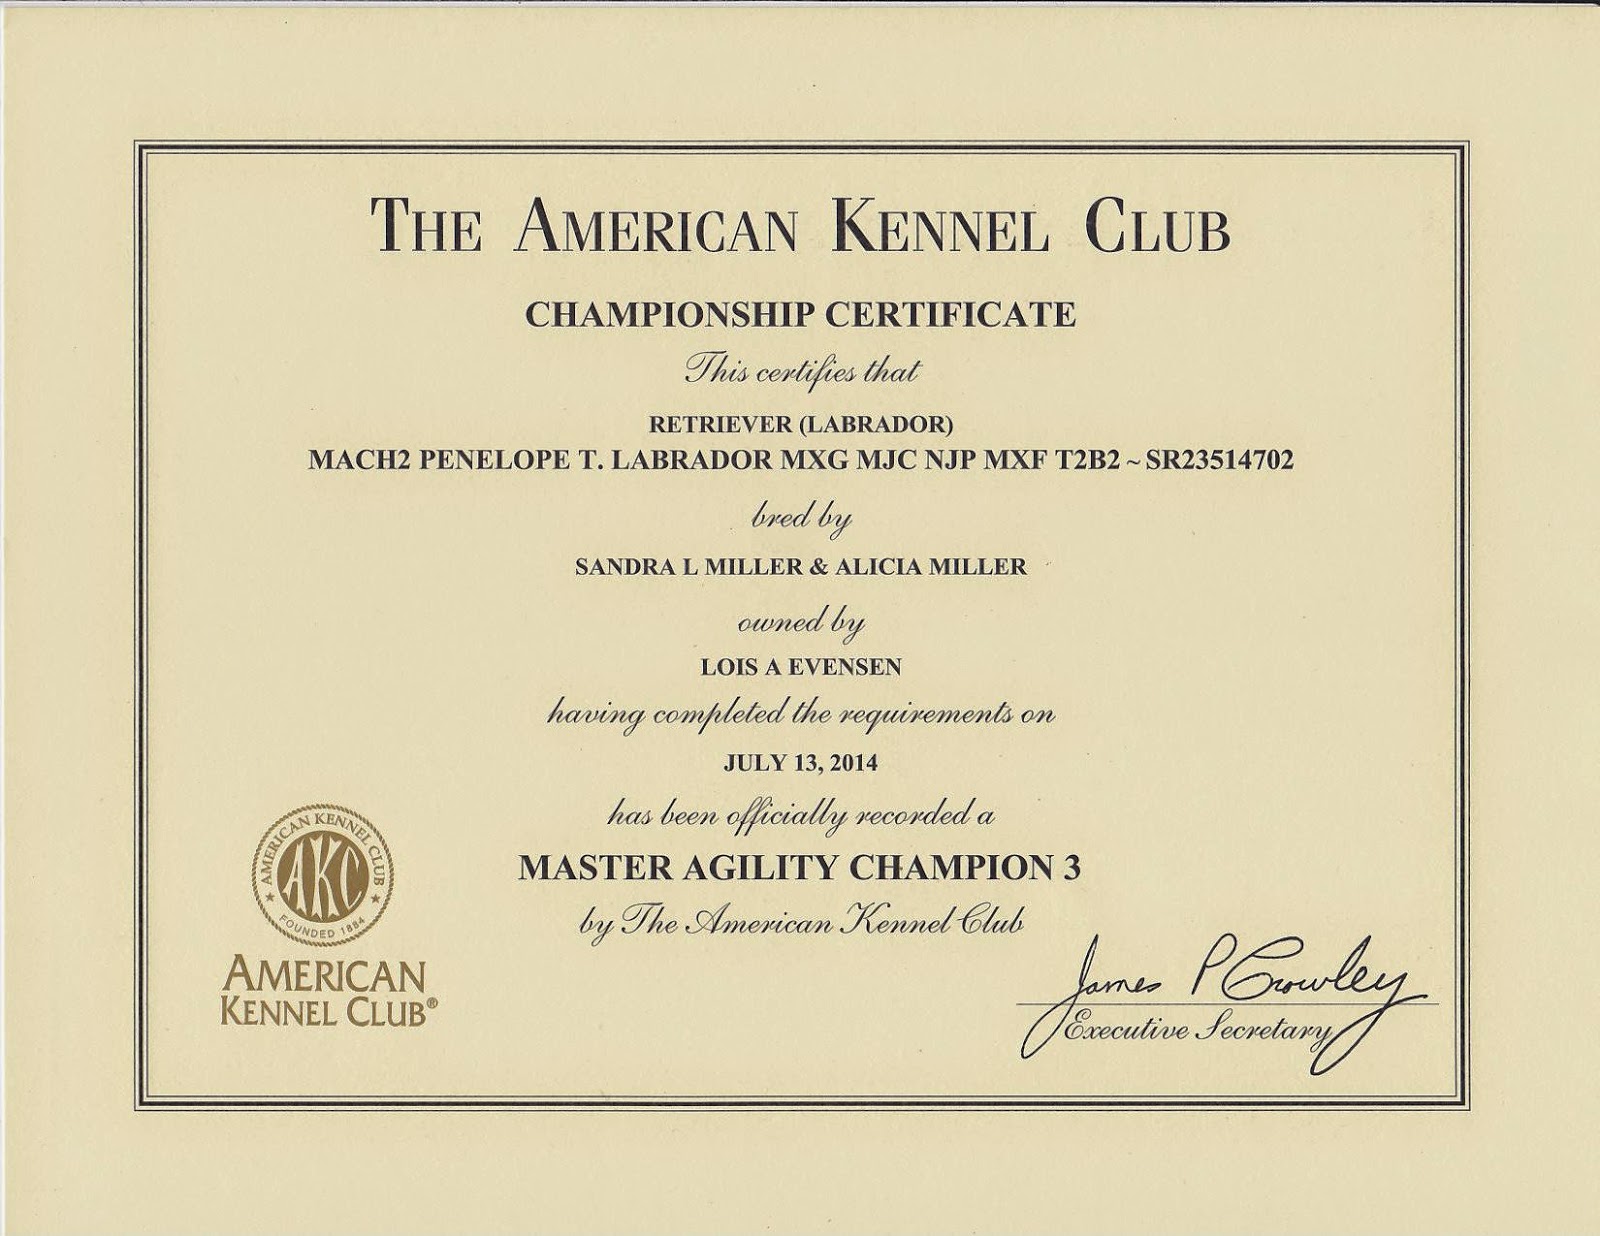 THE AMERICAN KENNEL CLUB
CHAMPIONSHIP CERTIFICATE
This certifies that
RETRIEVER (LABRADOR)
MACH2 PENELOPE T. LABRADOR MXG MJC NJP MXF T2B2 ~ SR23514702
bred by
SANDRA L MILLER & ALICIA MILLER
owned by
LOIS A EVENSEN
having completed the requirements on
JULY 13, 2014
has been officially recorded a
MASTER AGILITY CHAMPION 3
by The American Kennel Club
AMERICAN KENNEL CLUB
AKC
FOUNDED 1884
AMERICAN
KENNEL CLUB®
James P Crowley
Executive Secretary